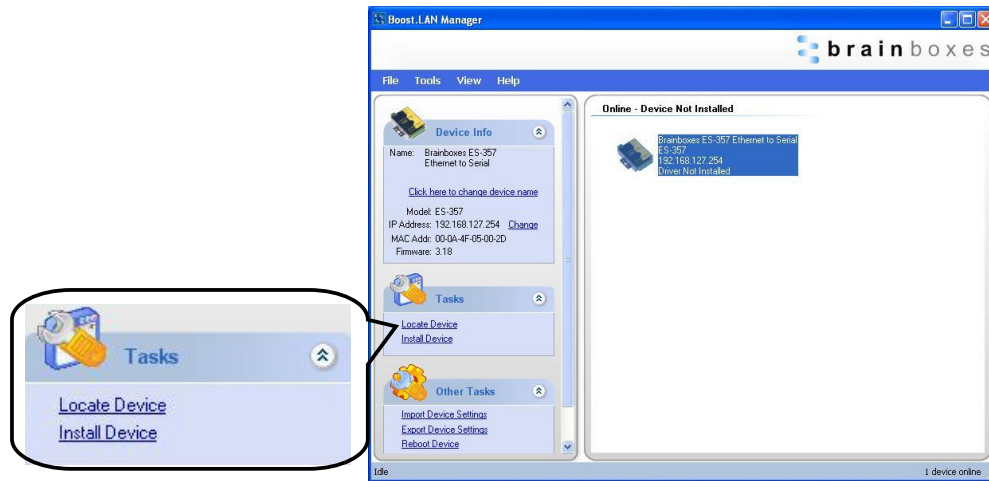 Boost.LAN Manager
brainboxes
File Tools View Help
Device Info
Name: Brainboxes ES-357
Ethernet to Serial
Click here to change device name
Model: ES-357
IP Address: 192.168.127.254 Change
MAC Addr: 00-0A-4F-05-00-2D
Firmware: 3.18
Tasks
Locate Device
Install Device
Other Tasks
Import Device Settings
Export Device Settings
Reboot Device
Online - Device Not Installed
Brainboxes ES-357 Ethernet to Serial
ES-357
192.168.127.254
Driver Not Installed
Idle
1 device online
Tasks
Locate Device
Install Device